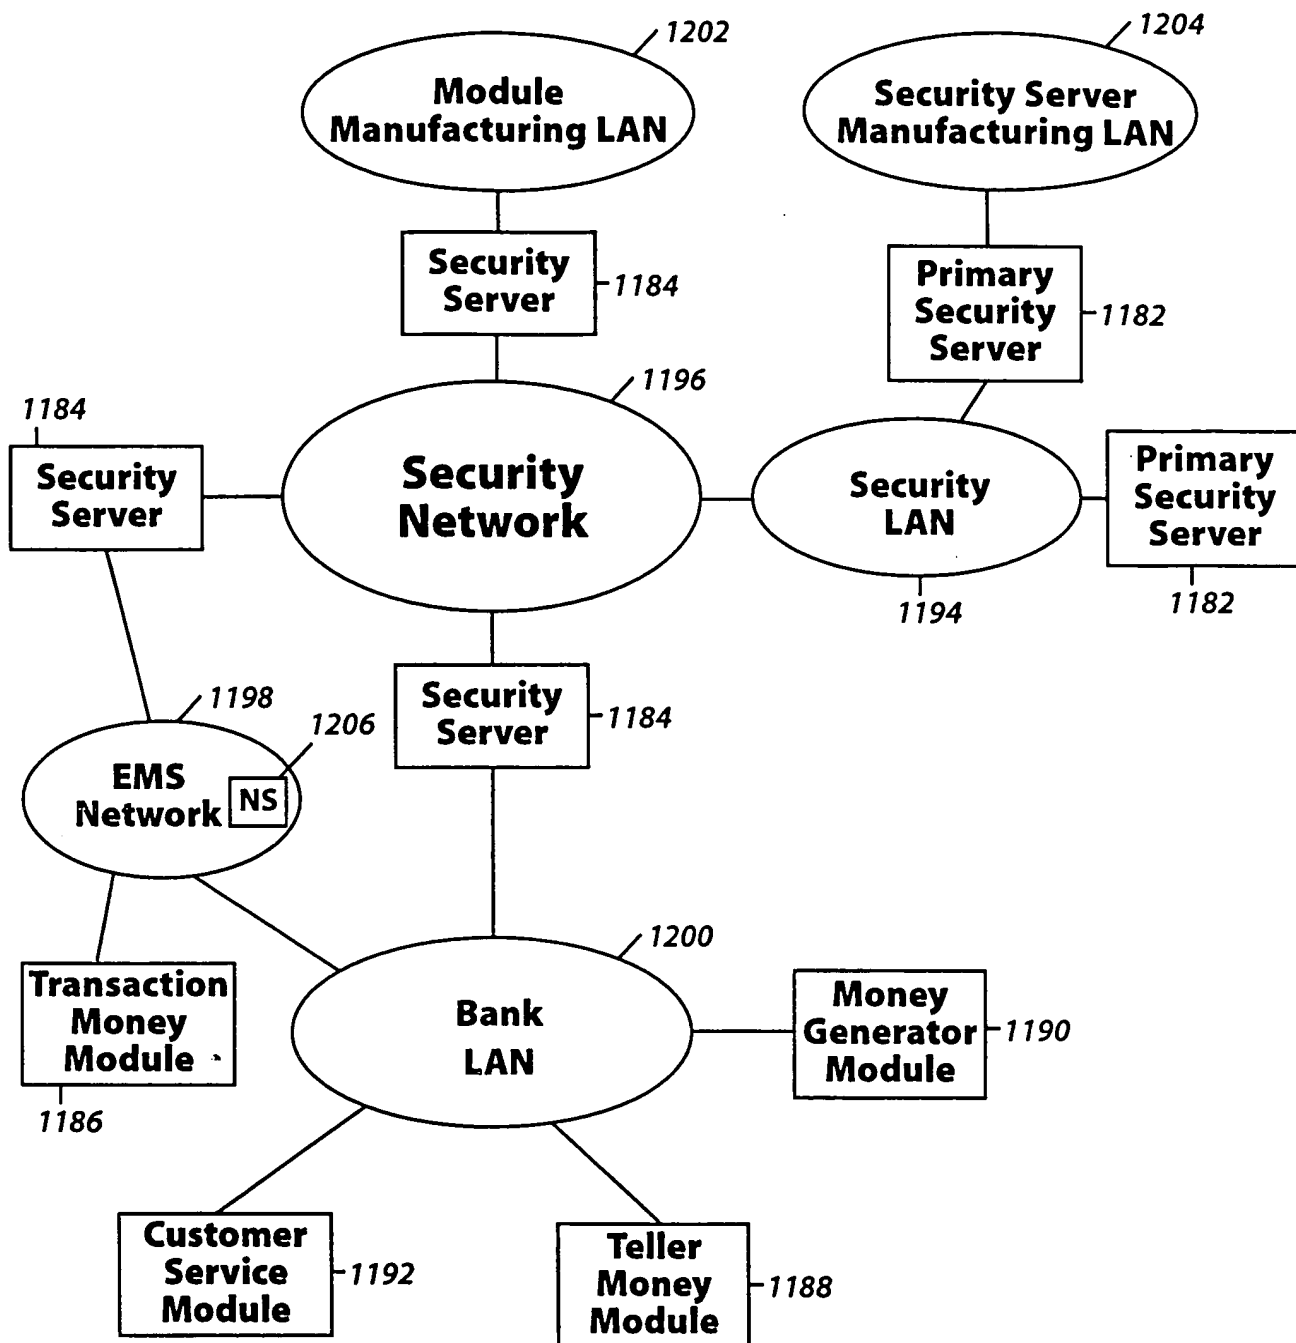 1202
Module
Manufacturing LAN
1204
Security Server
Manufacturing LAN
Security
Server
1184
Primary
Security
Server
1182
1196
Security
Network
1184
Security
Server
Security
LAN
1194
Primary
Security
Server
1182
Security
Server
1184
1198
1206
EMS
Network
NS
1200
Bank
LAN
Transaction
Money
Module
1186
Money
Generator
Module
1190
Customer
Service
Module
1192
Teller
Money
Module
1188